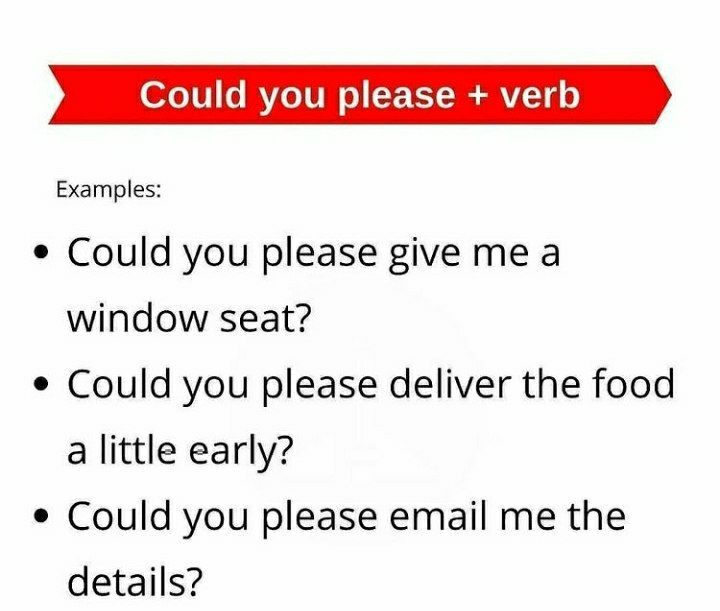 Could you please + verb
Examples:
• Could you please give me a
window seat?
• Could you please deliver the food
a little early?
• Could you please email me the
details?